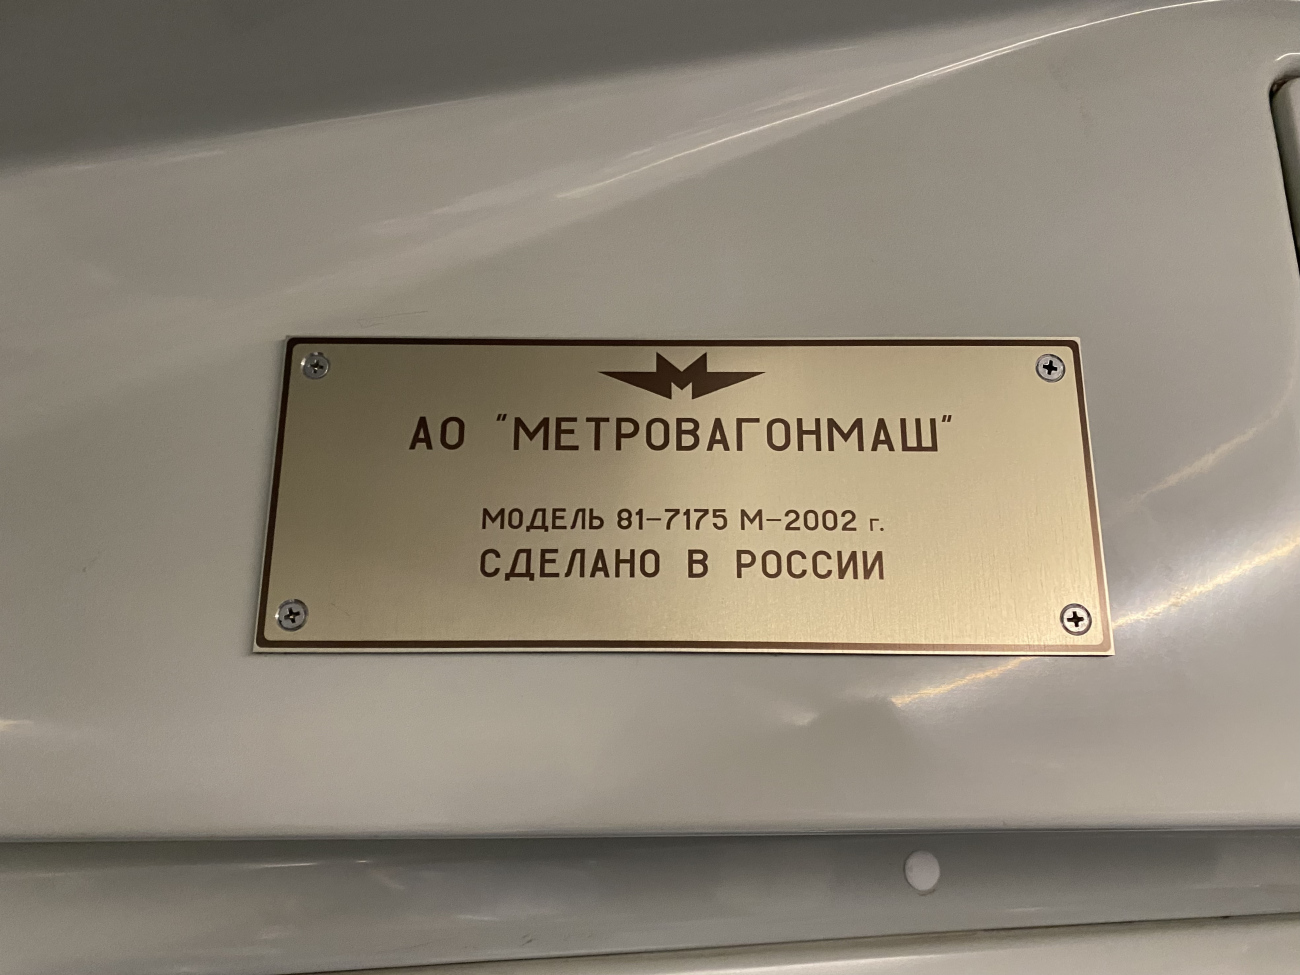 АО "МЕТРОВАГОНМАШ"
МОДЕЛЬ 81-7175 М-2002 г.
СДЕЛАНО В РОССИИ